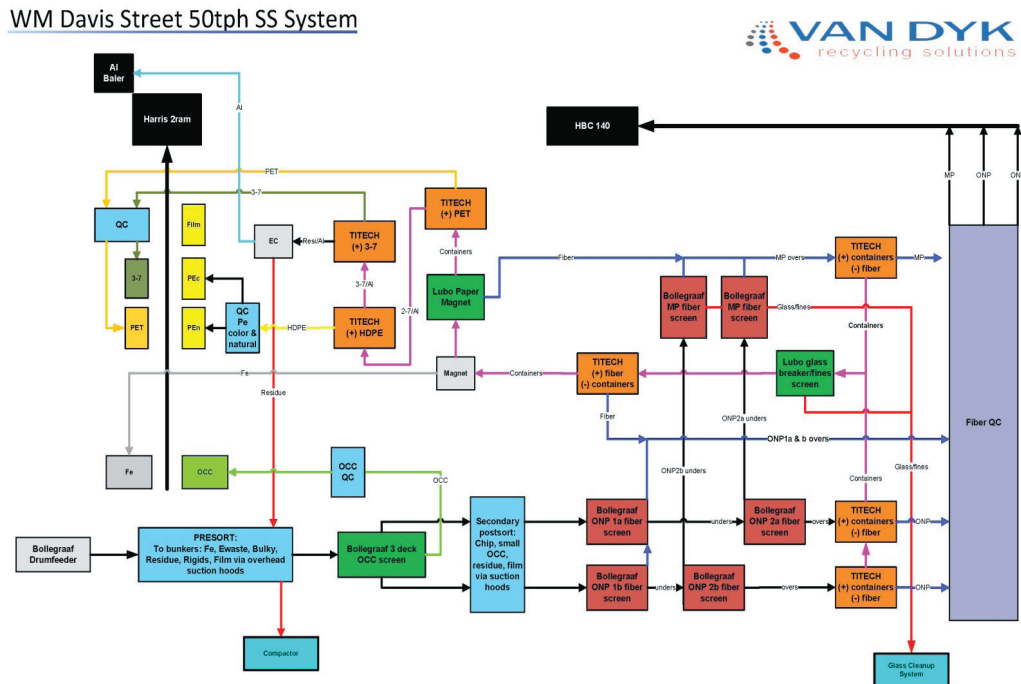 WM Davis Street 50tph SS System
VAN DYK
recycling solutions
Al
Baler
Harris 2ram
HBC 140
Al
PET
3-7
MP
ONP
ON
QC
Film
EC
Resi/Al
TITECH
(+) 3-7
TITECH
(+) PET
Containers
Fiber
MP overs
TITECH
(+) containers
(-) fiber
MP
3-7
PEc
3-7/Al
2-7/Al
Lubo Paper
Magnet
Bollegraaf
MP fiber
screen
Bollegraaf
MP fiber
screen
Glass/fines
PET
PEn
QC
Pe
color &
natural
HDPE
TITECH
(+) HDPE
Containers
Fe
Magnet
Containers
TITECH
(+) fiber
(-) containers
Lubo glass
breaker/fines
screen
Residue
Fiber
ONP2a unders
ONP1a & b overs
Fiber QC
Fe
OCC
OCC
QC
OCC
ONP2b unders
Glass/fines
Containers
Bollegraaf
Drumfeeder
PRESORT:
To bunkers: Fe, Ewaste, Bulky,
Residue, Rigids, Film via overhead
suction hoods
Bollegraaf 3 deck
OCC screen
Secondary
postsort:
Chip, small
OCC,
residue, film
via suction
hoods
Bollegraaf
ONP 1a fiber
screen
unders
Bollegraaf
ONP 2a fiber
screen
overs
TITECH
(+) containers
(-) fiber
ONP
Bollegraaf
ONP 1b fiber
screen
unders
Bollegraaf
ONP 2b fiber
screen
overs
TITECH
(+) containers
(-) fiber
ONP
Compactor
Glass Cleanup
System